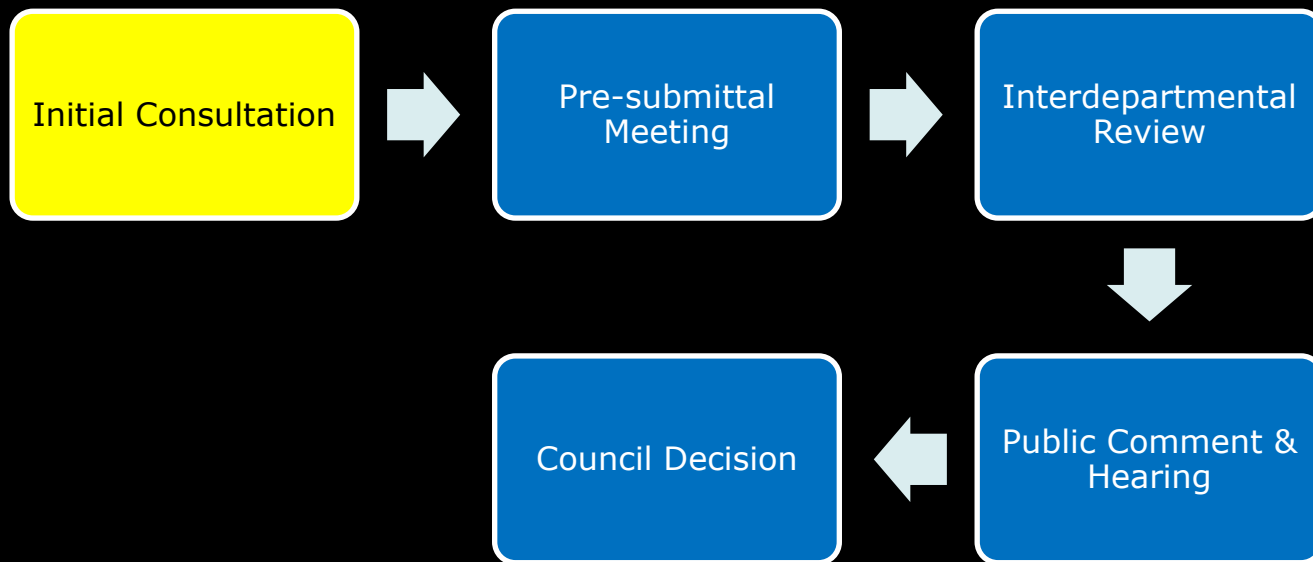 Initial Consultation
Pre-submittal
Meeting
Interdepartmental
Review
Public Comment &
Hearing
Council Decision